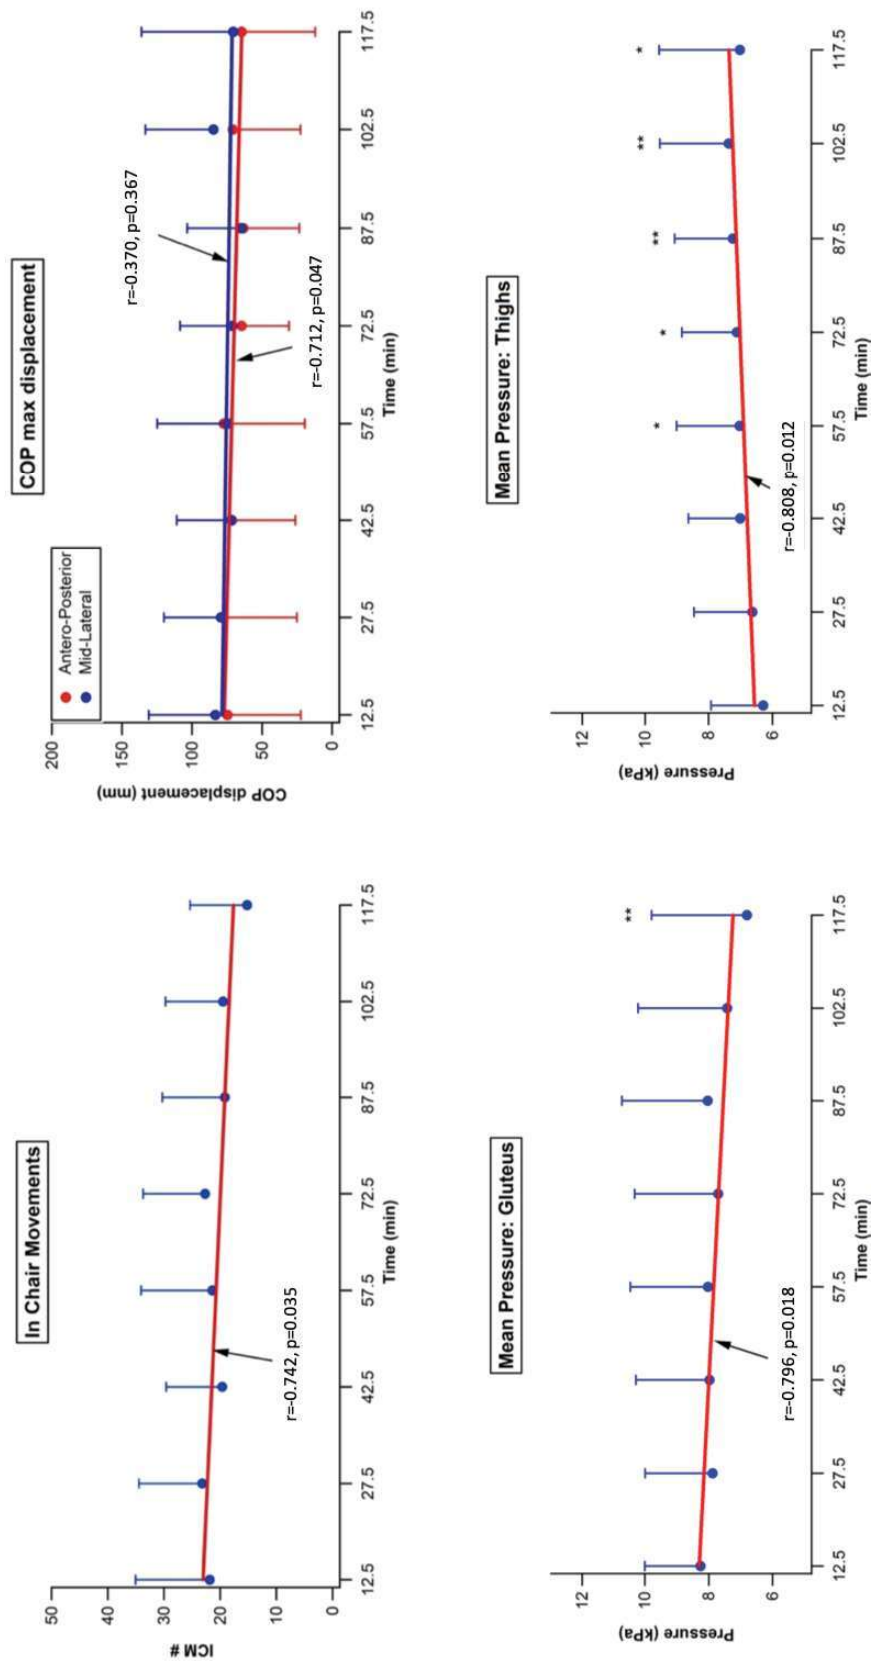 In Chair Movements
50
40
30
20
10
0
ICM #
r=-0.742, p=0.035
12.5 27.5 42.5 57.5 72.5 87.5 102.5 117.5
Time (min)
COP max displacement
Antero-Posterior
Mid-Lateral
200
150
100
50
0
COP displacement (mm)
r=-0.370, p=0.367
r=-0.712, p=0.047
12.5 27.5 42.5 57.5 72.5 87.5 102.5 117.5
Time (min)
Mean Pressure: Gluteus
**
12
10
8
6
Pressure (kPa)
r=-0.796, p=0.018
12.5 27.5 42.5 57.5 72.5 87.5 102.5 117.5
Time (min)
Mean Pressure: Thighs
* * ** ** *
12
10
8
6
Pressure (kPa)
r=-0.808, p=0.012
12.5 27.5 42.5 57.5 72.5 87.5 102.5 117.5
Time (min)